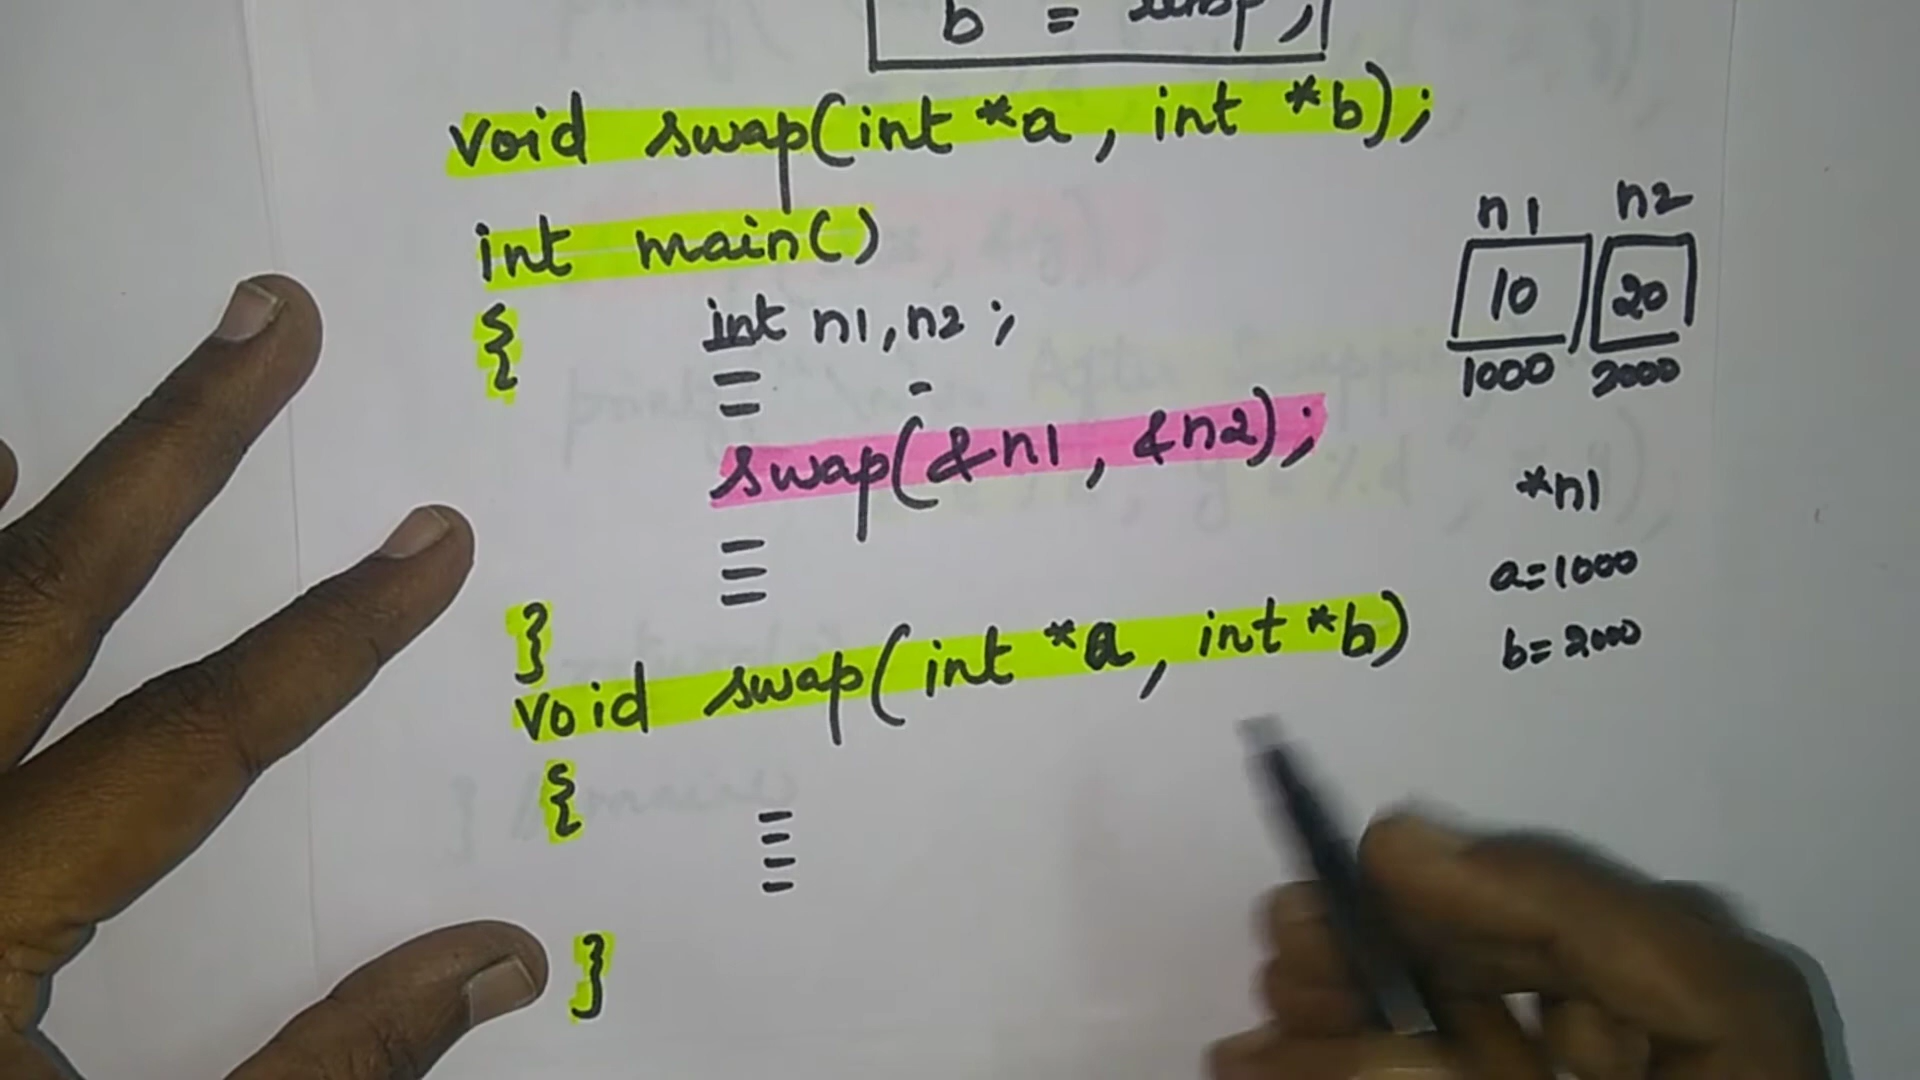 b =
void swap(int *a, int *b);
int main()
{ int n1, n2;
swap(&n1, &n2);
}
void swap(int *a, int *b)
{
}
n1 n2
10 20
1000 2000
*n1
a=1000
b=2000